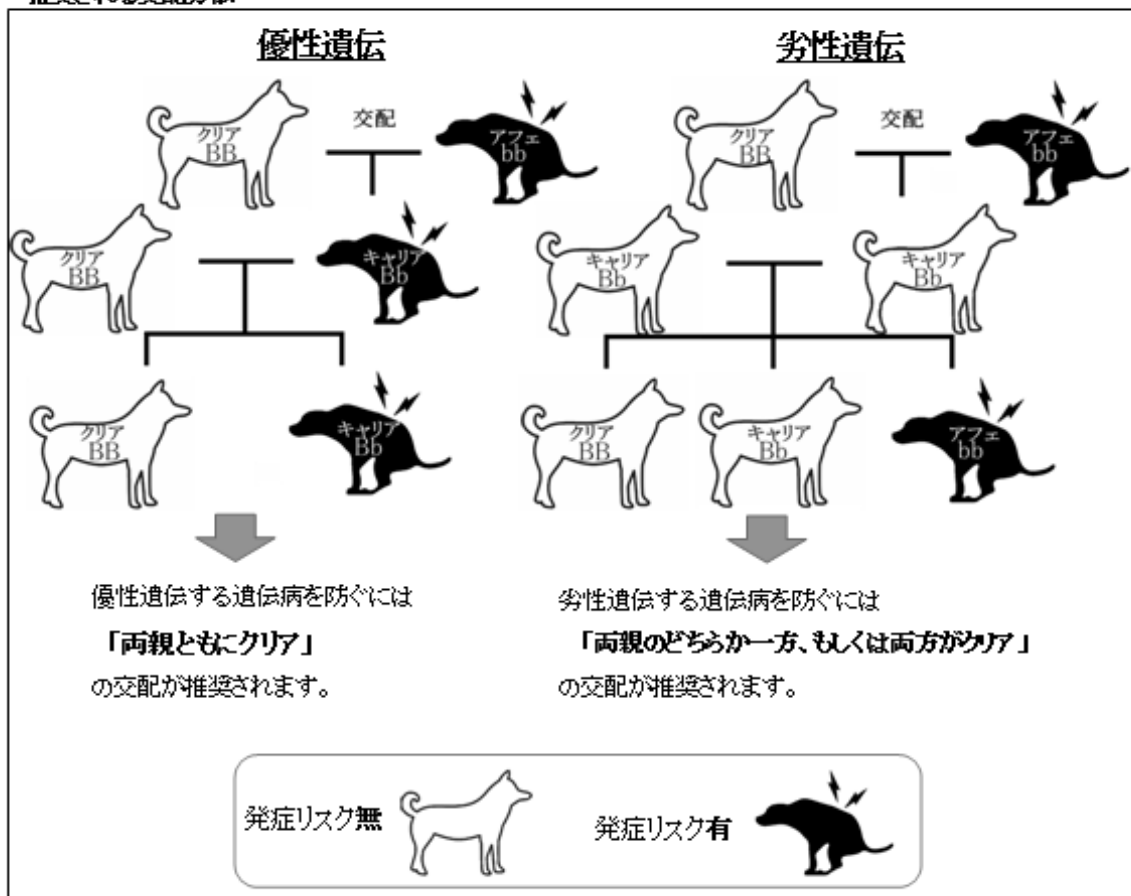 優性遺伝
劣性遺伝
クリア
BB
交配
アフェ
bb
クリア
BB
交配
アフェ
bb
クリア
BB
キャリア
Bb
キャリア
Bb
キャリア
Bb
クリア
BB
キャリア
Bb
クリア
BB
キャリア
Bb
アフェ
bb
優性遺伝する遺伝病を防ぐには
「両親ともにクリア」
の交配が推奨されます。
劣性遺伝する遺伝病を防ぐには
「両親のどちらか一方、もしくは両方がクリア」
の交配が推奨されます。
発症リスク無
発症リスク有